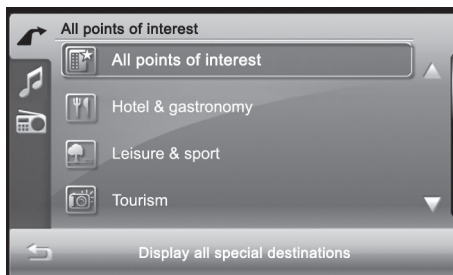 All points of interest
All points of interest
Hotel & gastronomy
Leisure & sport
Tourism
Display all special destinations